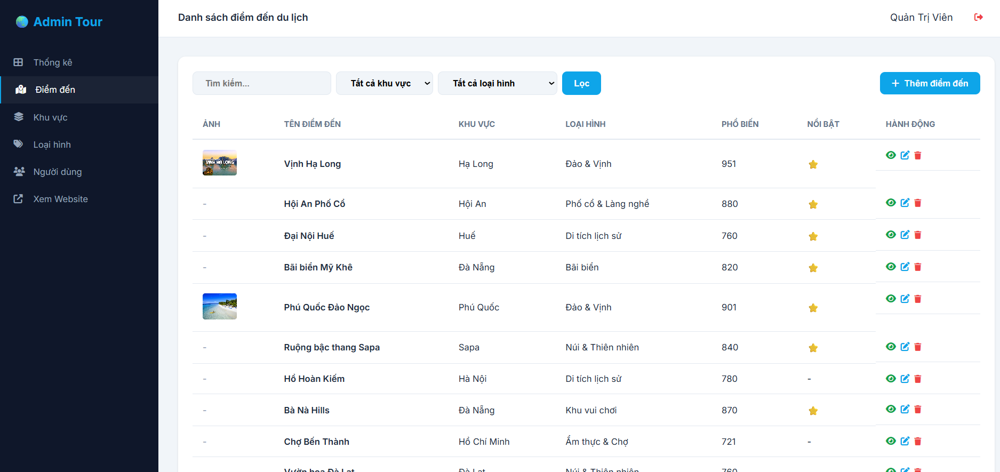 Admin Tour
Thống kê
Điểm đến
Khu vực
Loại hình
Người dùng
Xem Website
Danh sách điểm đến du lịch
Quản Trị Viên
Tìm kiếm...
Tất cả khu vực
Tất cả loại hình
Lọc
+ Thêm điểm đến
ẢNH TÊN ĐIỂM ĐẾN KHU VỰC LOẠI HÌNH PHỔ BIẾN NỔI BẬT HÀNH ĐỘNG
VỊNH HẠ LONG
Vịnh Hạ Long Hạ Long Đảo & Vịnh 951
- Hội An Phố Cổ Hội An Phố cổ & Làng nghề 880
- Đại Nội Huế Huế Di tích lịch sử 760
- Bãi biển Mỹ Khê Đà Nẵng Bãi biển 820
Phú Quốc Đảo Ngọc Phú Quốc Đảo & Vịnh 901
- Ruộng bậc thang Sapa Sapa Núi & Thiên nhiên 840
- Hồ Hoàn Kiếm Hà Nội Di tích lịch sử 780 -
- Bà Nà Hills Đà Nẵng Khu vui chơi 870
- Chợ Bến Thành Hồ Chí Minh Ẩm thực & Chợ 721 -
Vườn hoa Đà Lạt Đà Lạt Núi & Thiên nhiên 760